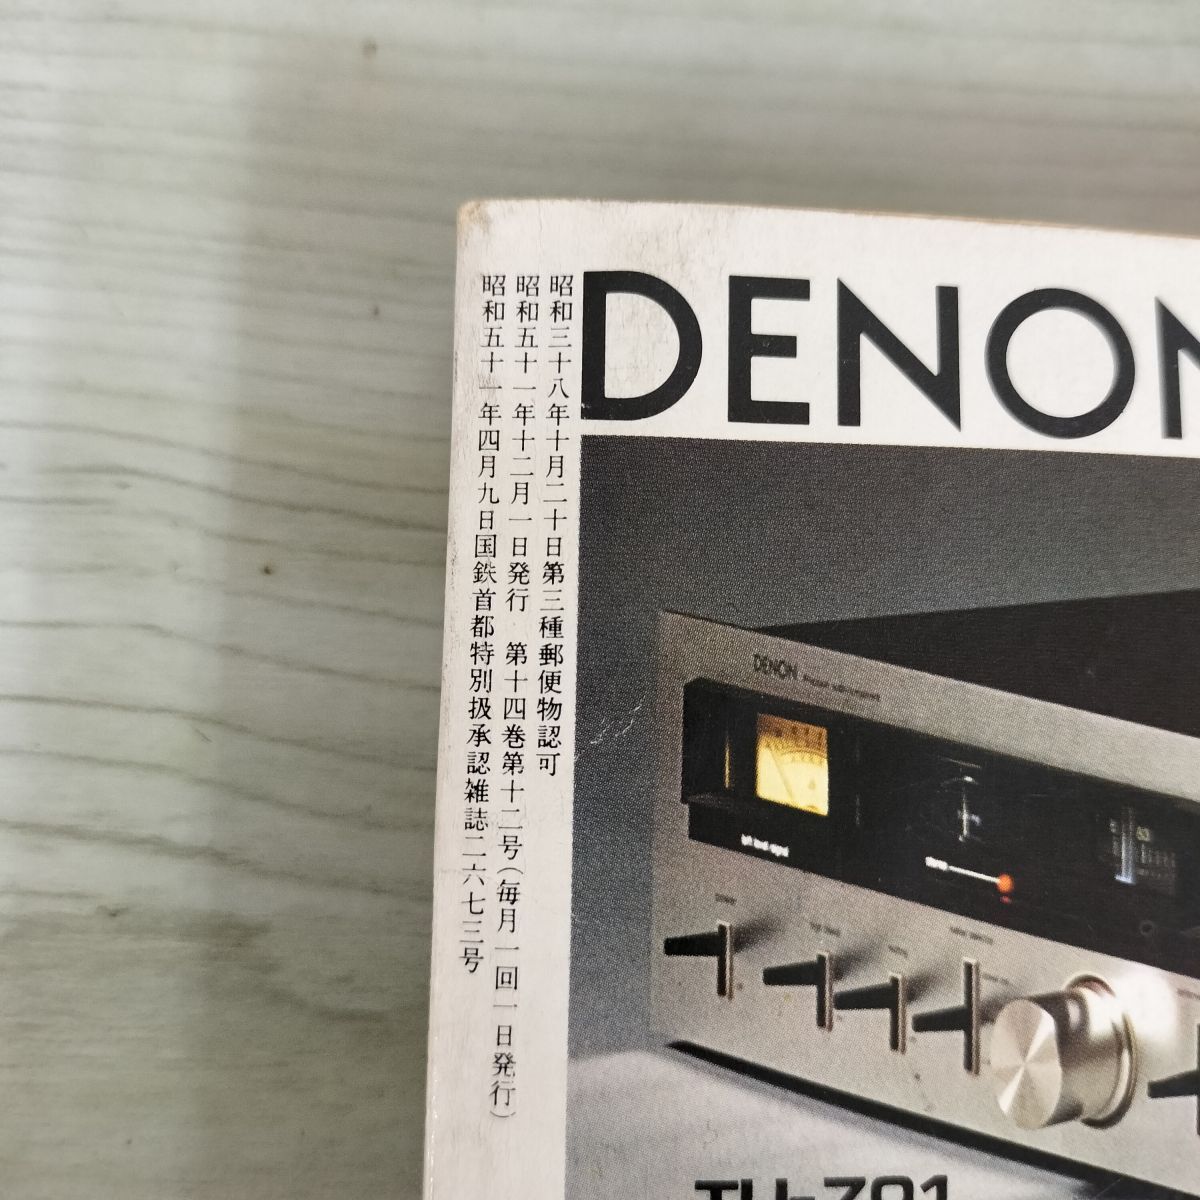 昭和三十八年十月二十日第三種郵便物認可
昭和五十一年十二月一日発行 第十四巻第十二号(毎月一回一日発行)
昭和五十一年四月九日国鉄首都特別扱承認雑誌二六七三号
DENON
DENON
stereo
TU-701